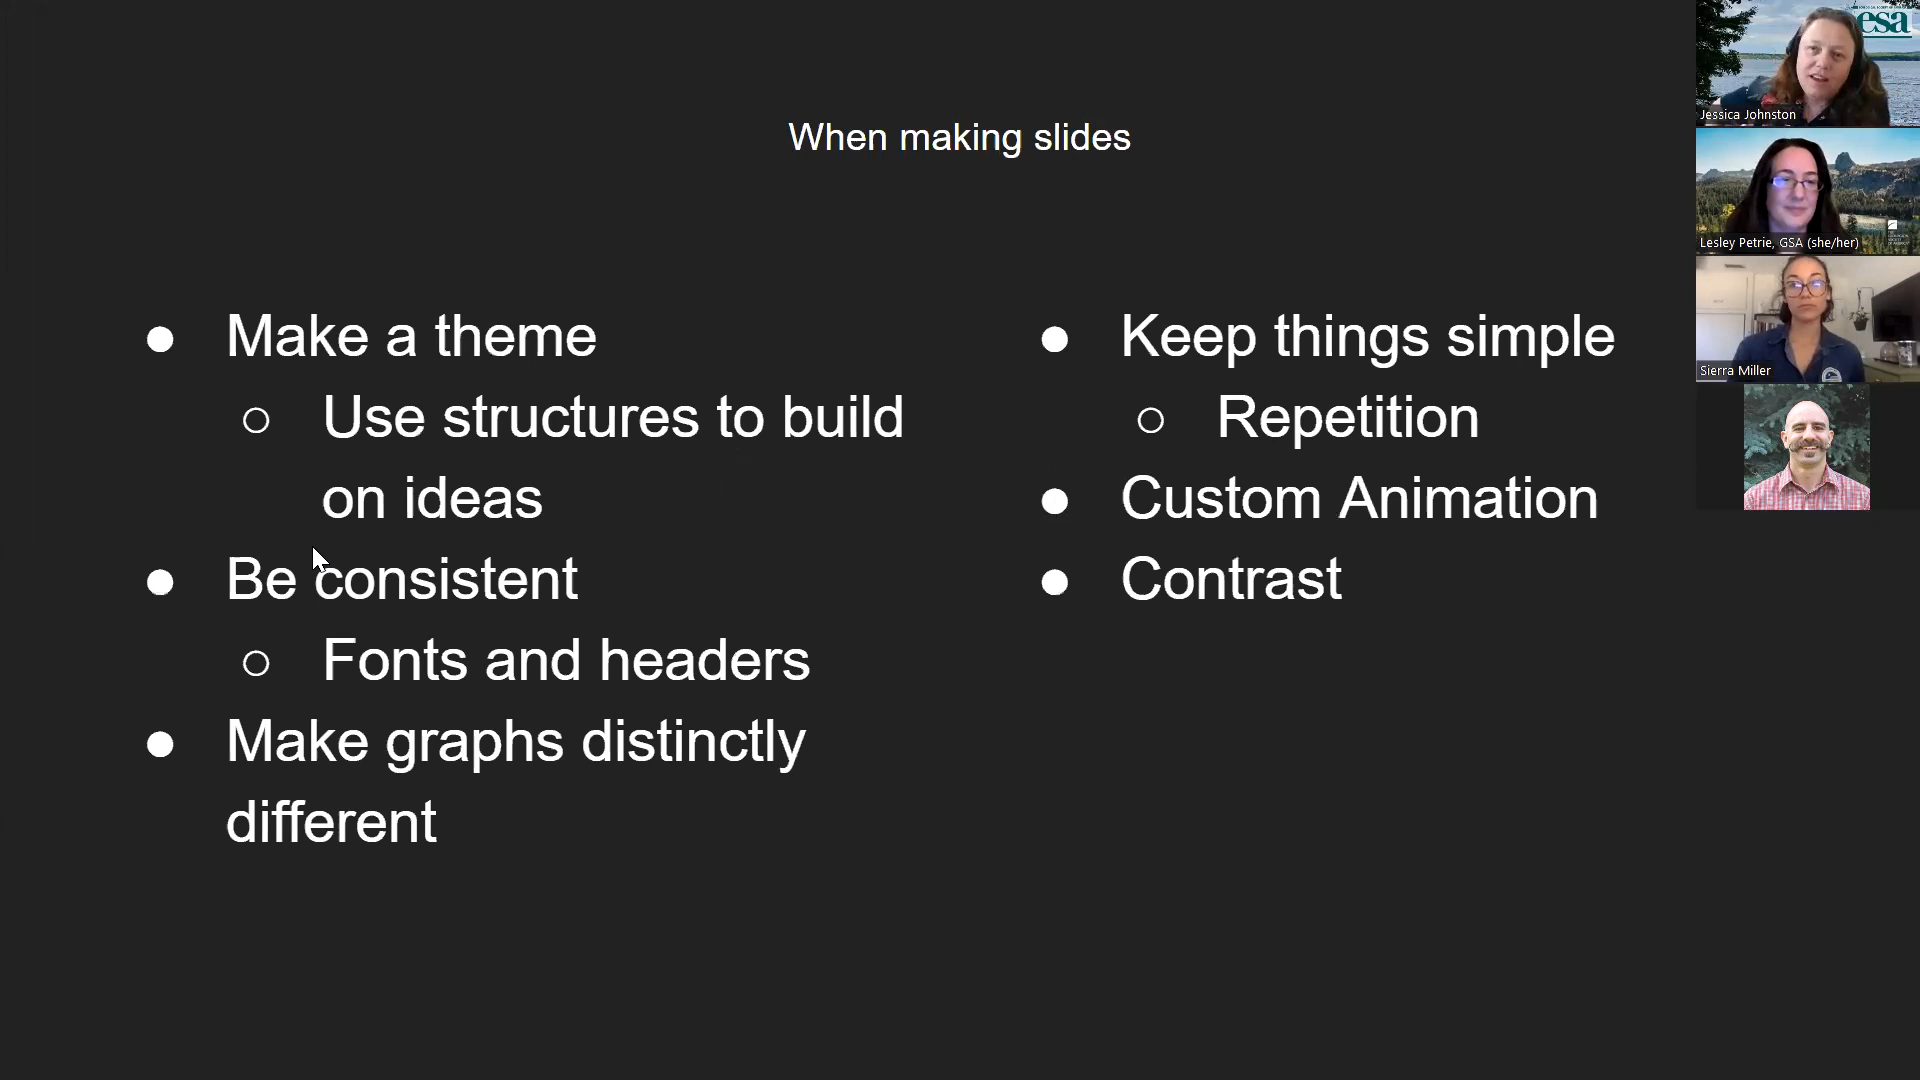 When making slides
● Make a theme
○ Use structures to build
on ideas
● Be consistent
○ Fonts and headers
● Make graphs distinctly
different
● Keep things simple
○ Repetition
● Custom Animation
● Contrast
esa
Jessica Johnston
Lesley Petrie, GSA (she/her)
Sierra Miller